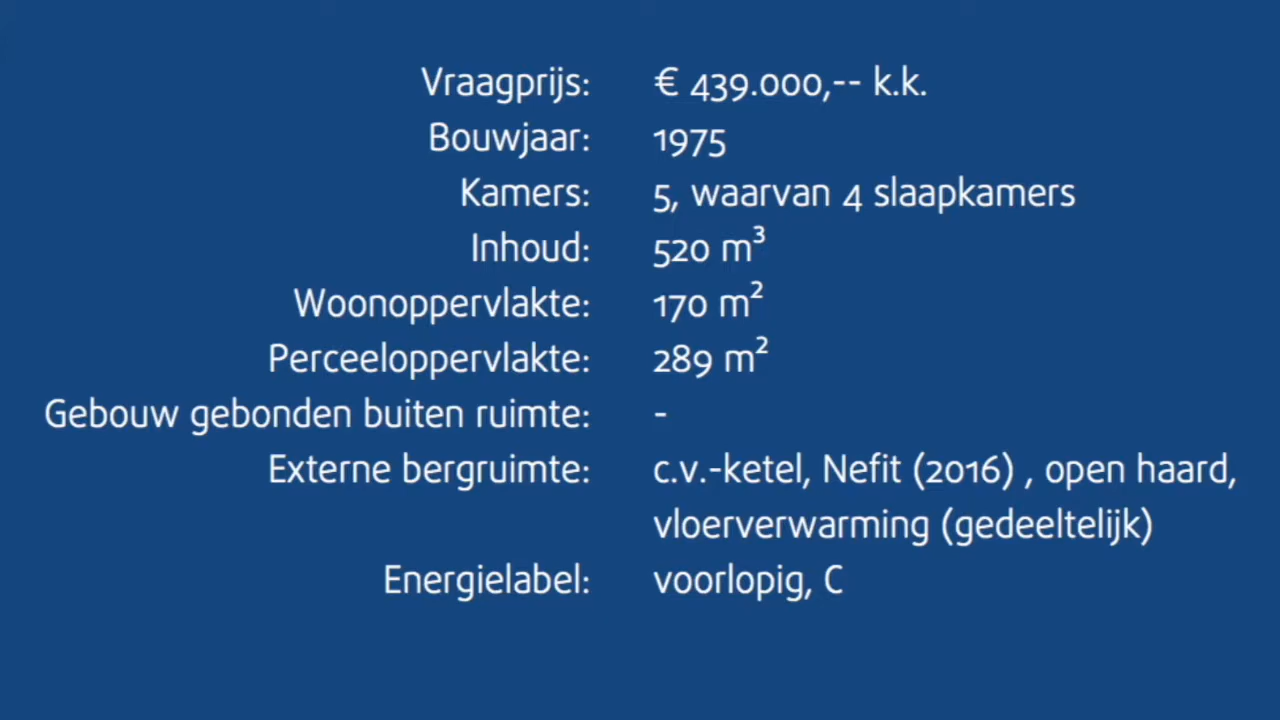 Vraagprijs: € 439.000,-- k.k.
Bouwjaar: 1975
Kamers: 5, waarvan 4 slaapkamers
Inhoud: 520 m³
Woonoppervlakte: 170 m²
Perceeloppervlakte: 289 m²
Gebouw gebonden buiten ruimte: -
Externe bergruimte: c.v.-ketel, Nefit (2016) , open haard,
vloerverwarming (gedeeltelijk)
Energielabel: voorlopig, C